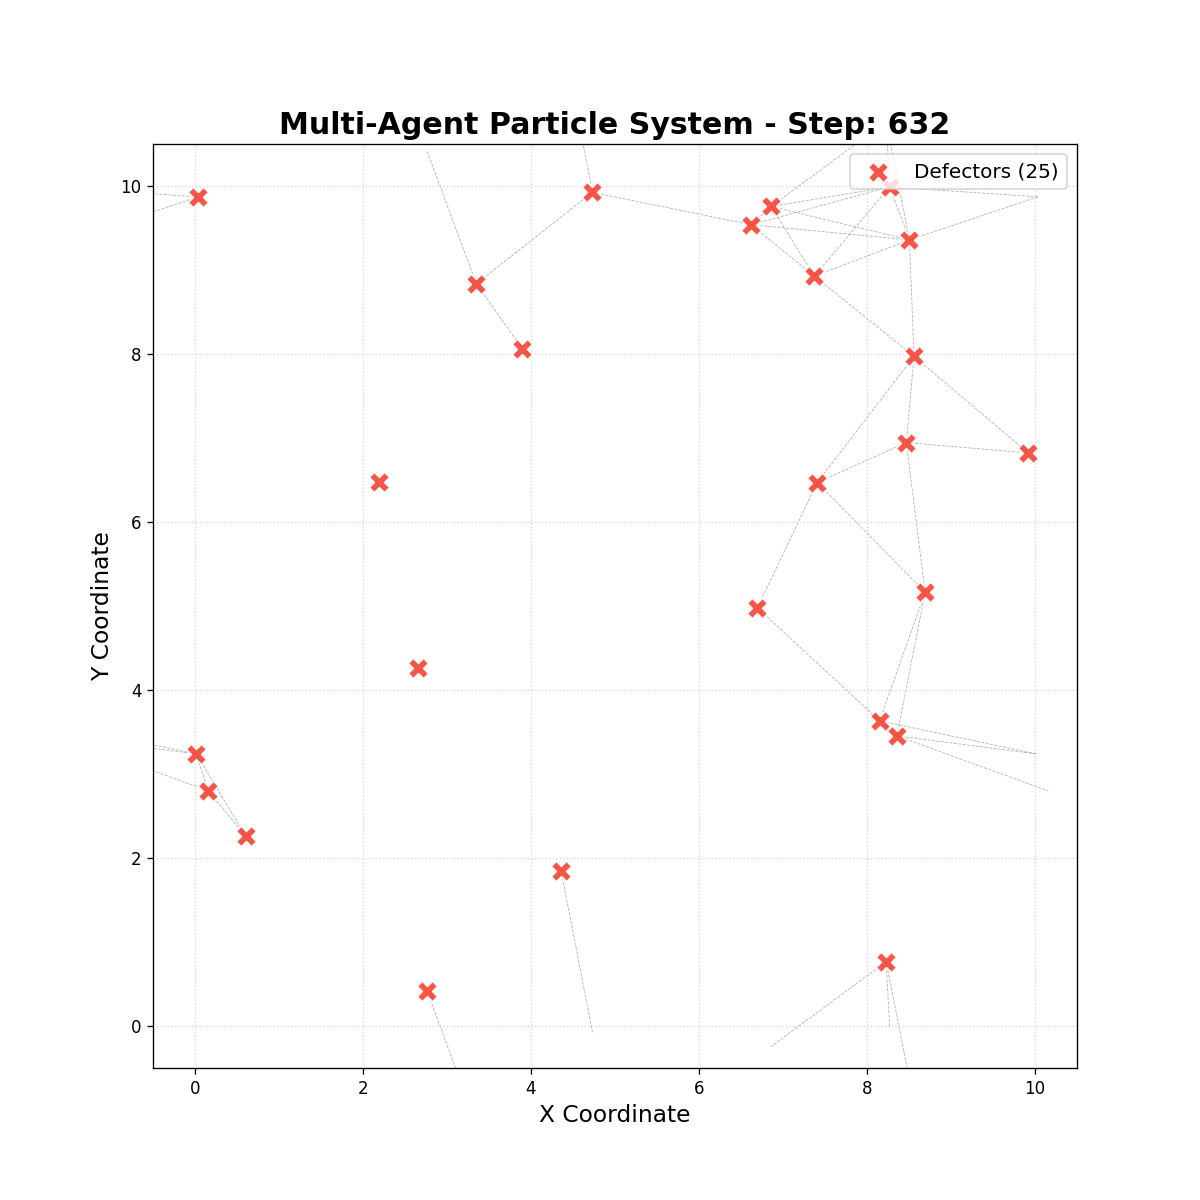 Multi-Agent Particle System - Step: 632
Defectors (25)
Y Coordinate
10
8
6
4
2
0
0 2 4 6 8 10
X Coordinate